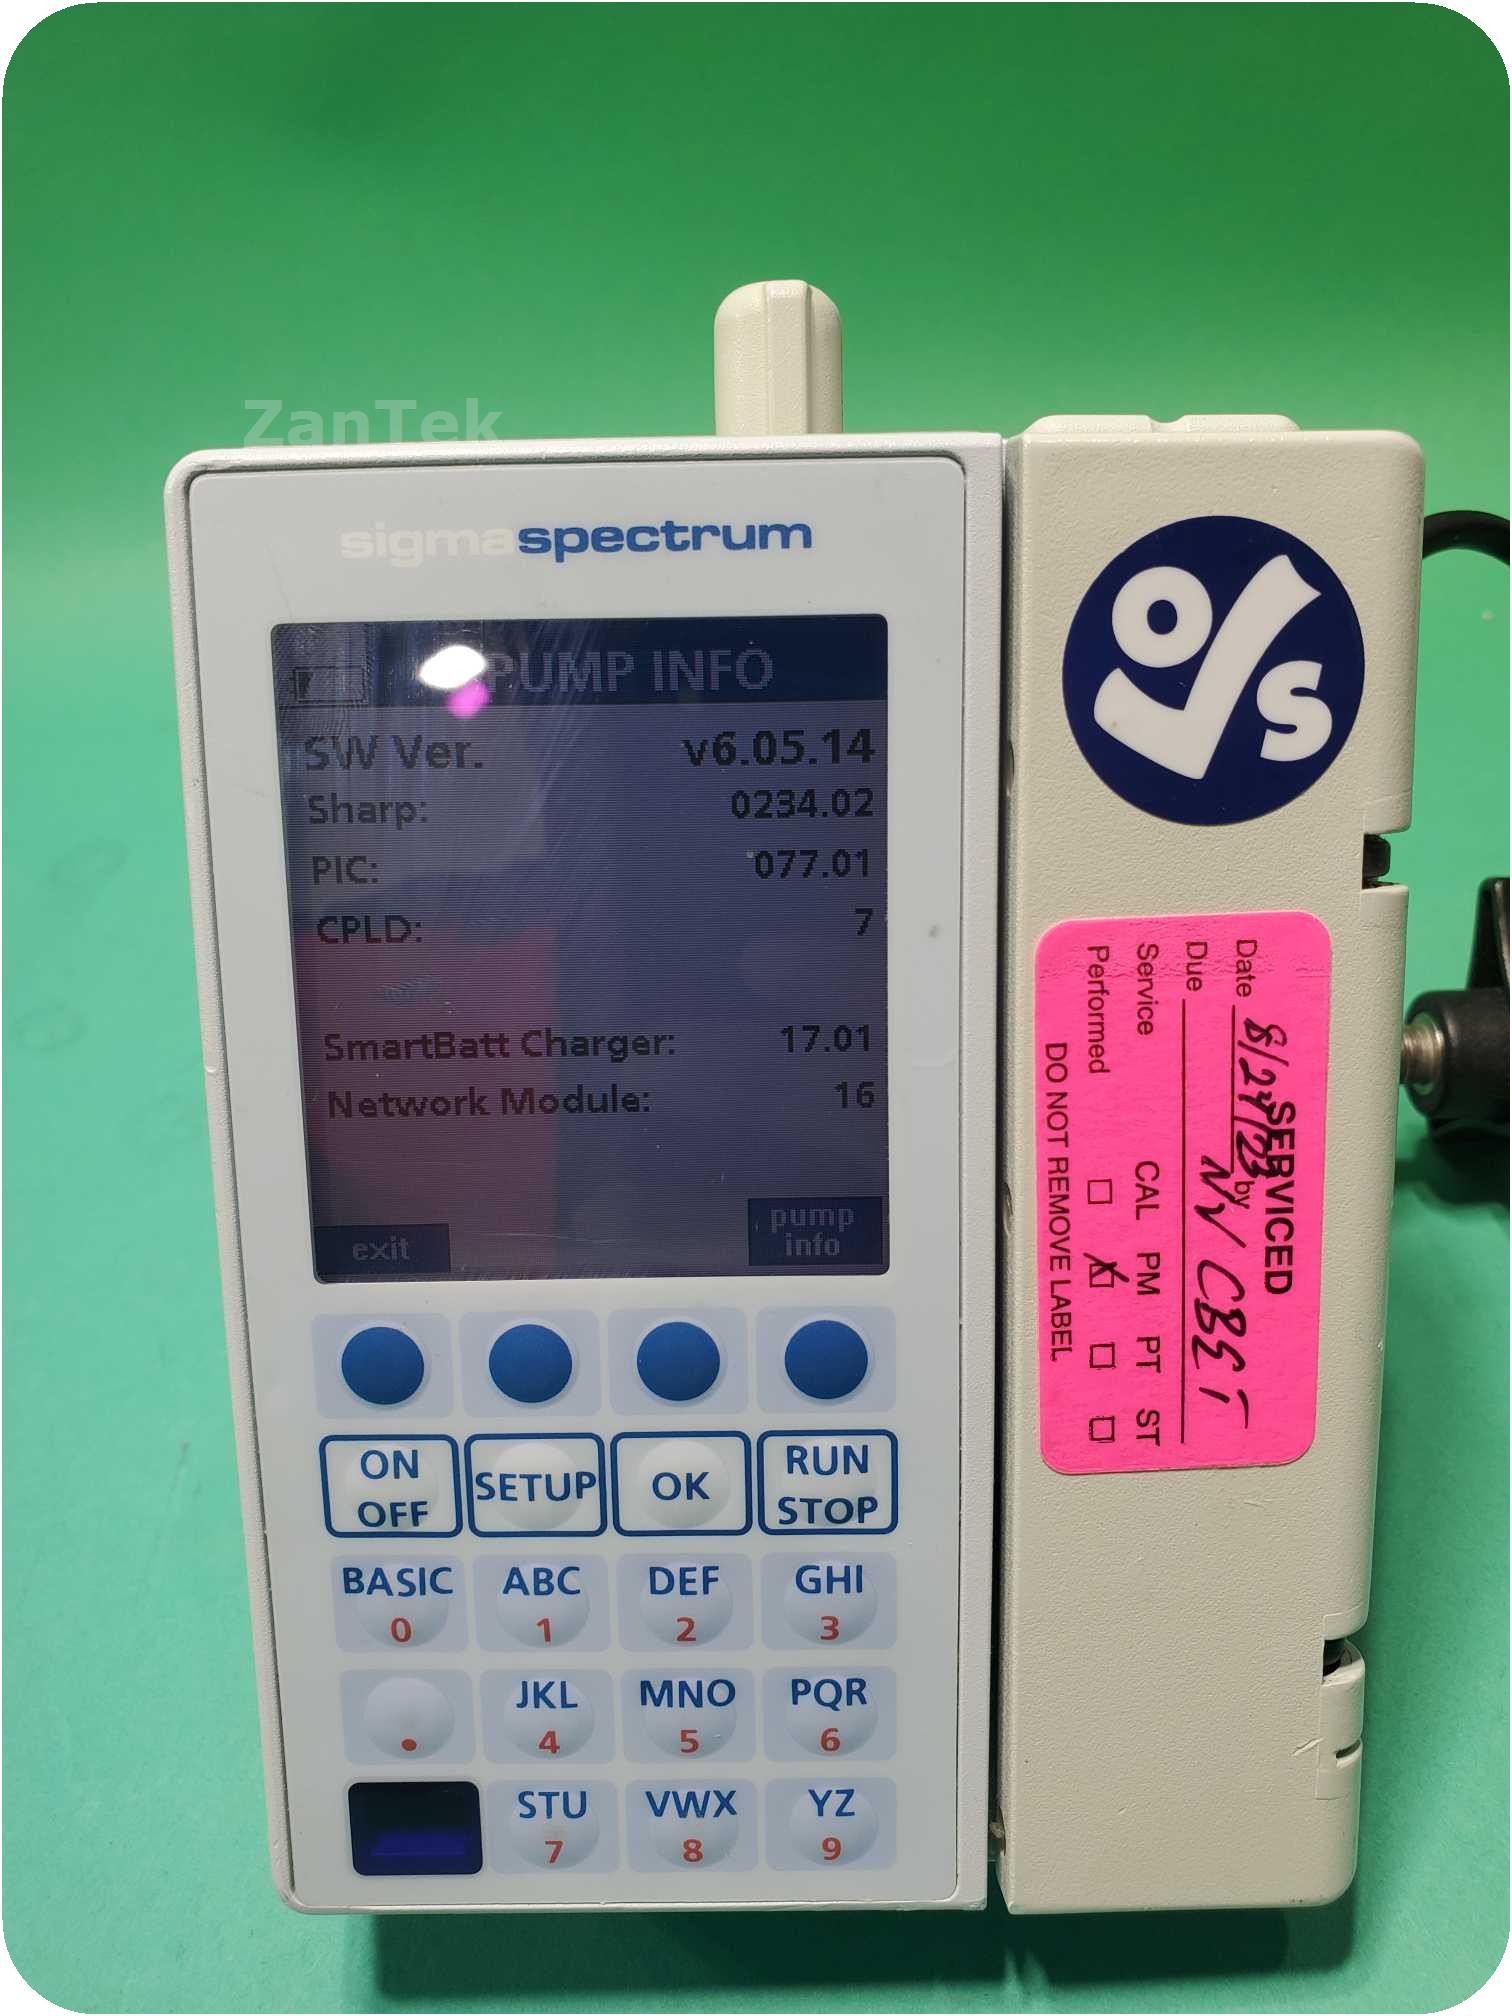 ZanTek
sigmaspectrum
PUMP INFO
SW Ver. v6.05.14
Sharp: 0234.02
PIC: 077.01
CPLD: 7
SmartBatt Charger: 17.01
Network Module: 16
exit
pump
info
ON
OFF
SETUP
OK
RUN
STOP
BASIC
0
ABC
1
DEF
2
GHI
3
.
JKL
4
MNO
5
PQR
6
STU
7
VWX
8
YZ
9
O/S
SERVICED
Date 8/24/23 by
Due NV CBET
Service CAL PM PT ST
Performed X
DO NOT REMOVE LABEL